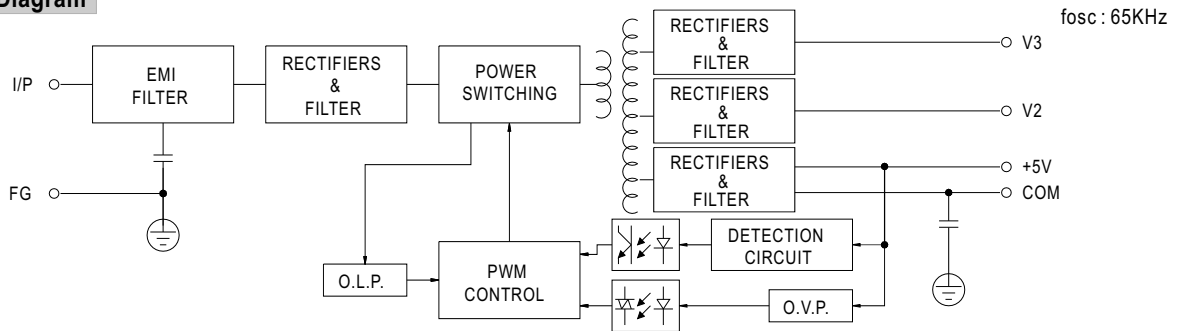 Diagram
fosc : 65KHz
I/P
EMI
FILTER
RECTIFIERS
&
FILTER
POWER
SWITCHING
RECTIFIERS
&
FILTER
V3
RECTIFIERS
&
FILTER
V2
RECTIFIERS
&
FILTER
+5V
COM
FG
O.L.P.
PWM
CONTROL
DETECTION
CIRCUIT
O.V.P.